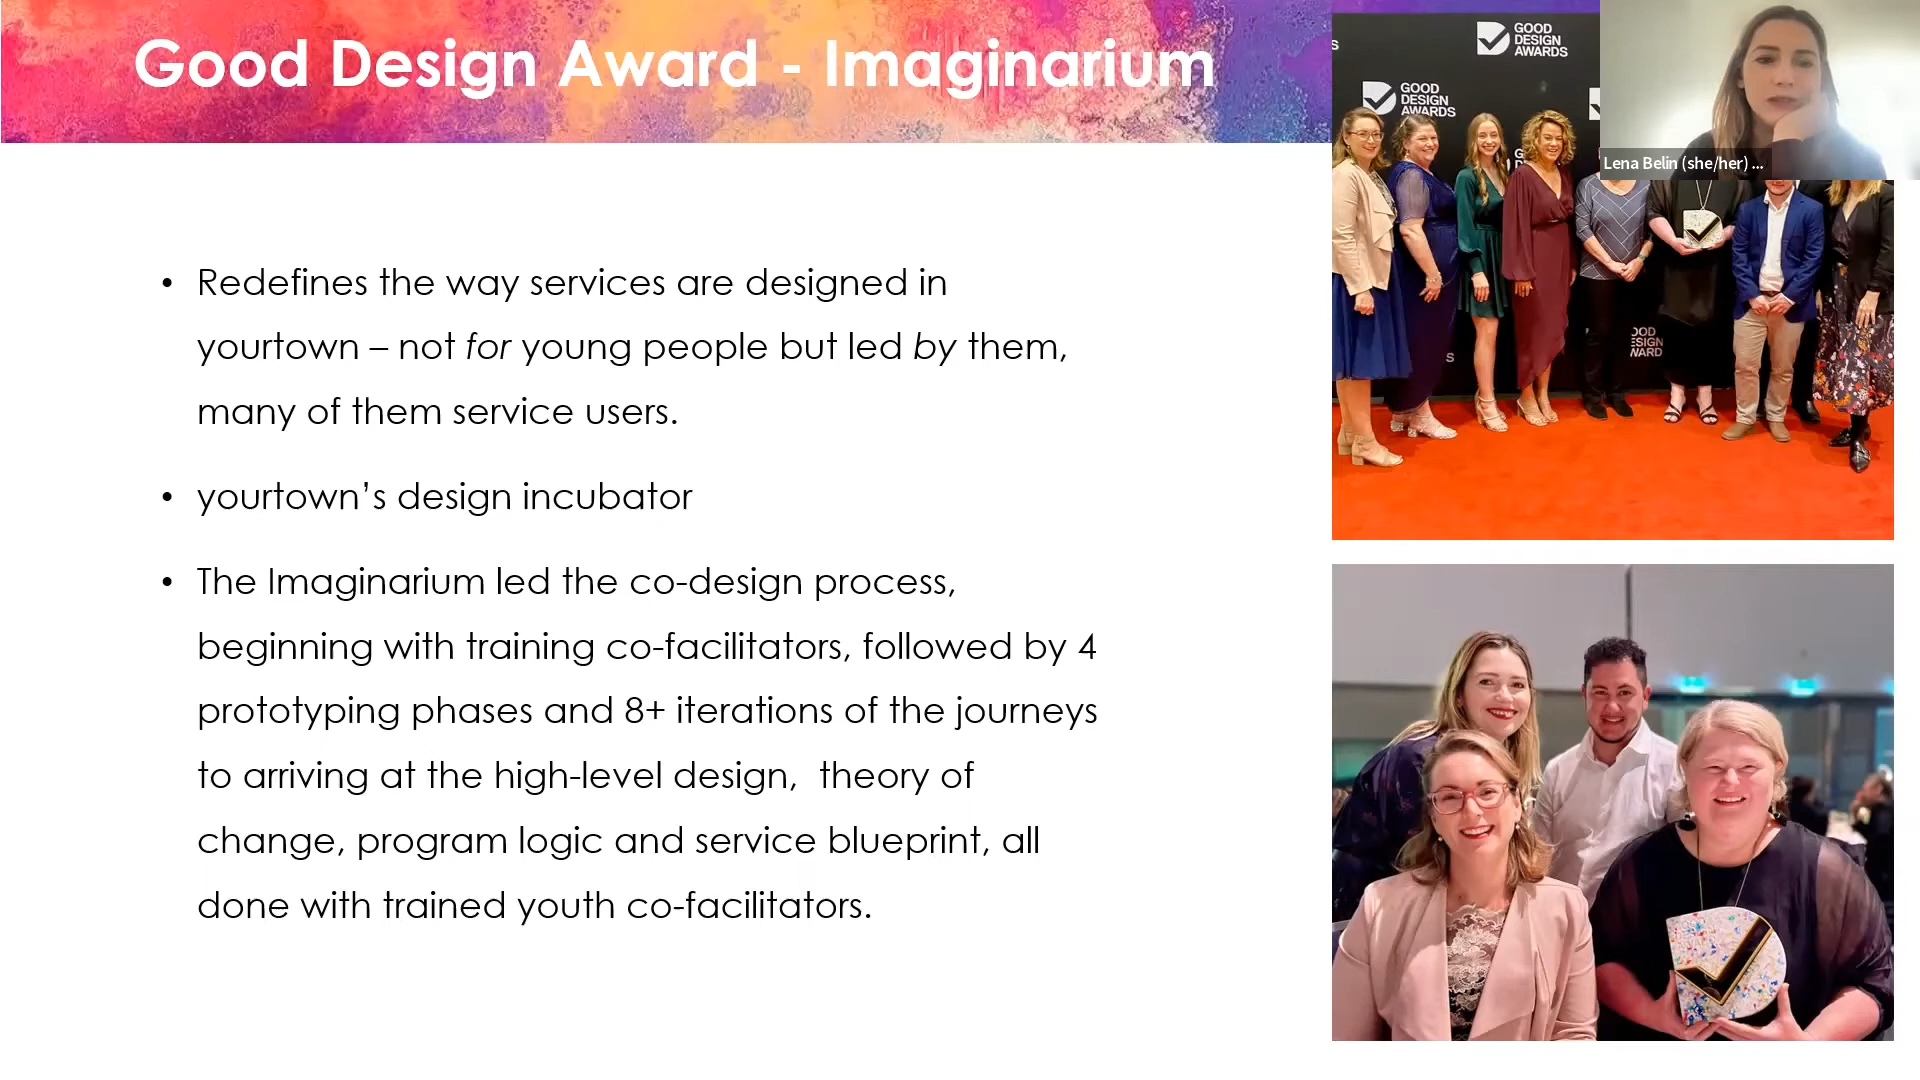 Good Design Award - Imaginarium
• Redefines the way services are designed in
yourtown – not for young people but led by them,
many of them service users.
• yourtown’s design incubator
• The Imaginarium led the co-design process,
beginning with training co-facilitators, followed by 4
prototyping phases and 8+ iterations of the journeys
to arriving at the high-level design,  theory of
change, program logic and service blueprint, all
done with trained youth co-facilitators.
GOOD
DESIGN
AWARDS
GOOD
DESIGN
AWARDS
Lena Belin (she/her) ...